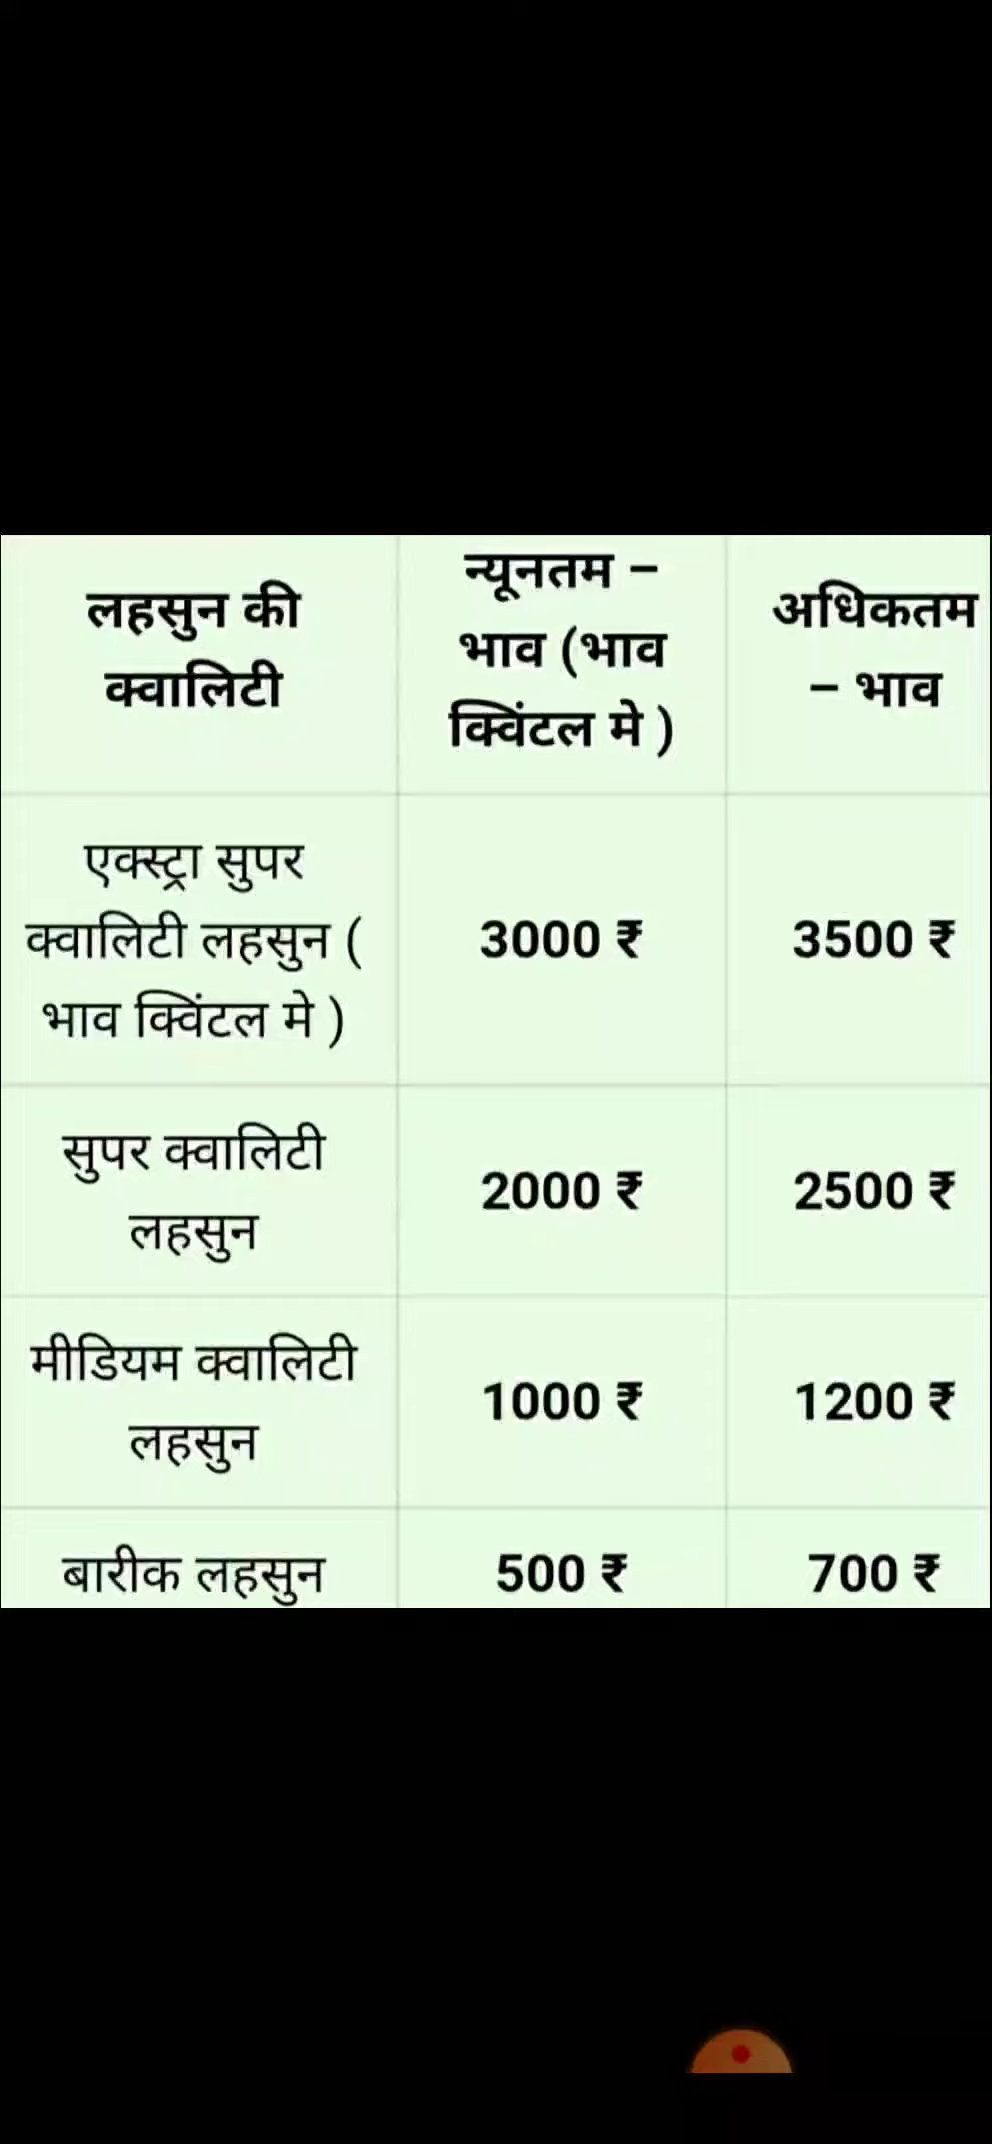 लहसुन की
क्वालिटी
न्यूनतम –
भाव (भाव
क्विंटल मे )
अधिकतम
– भाव
एक्स्ट्रा सुपर
क्वालिटी लहसुन (
भाव क्विंटल मे )
3000 ₹
3500 ₹
सुपर क्वालिटी
लहसुन
2000 ₹
2500 ₹
मीडियम क्वालिटी
लहसुन
1000 ₹
1200 ₹
बारीक लहसुन
500 ₹
700 ₹